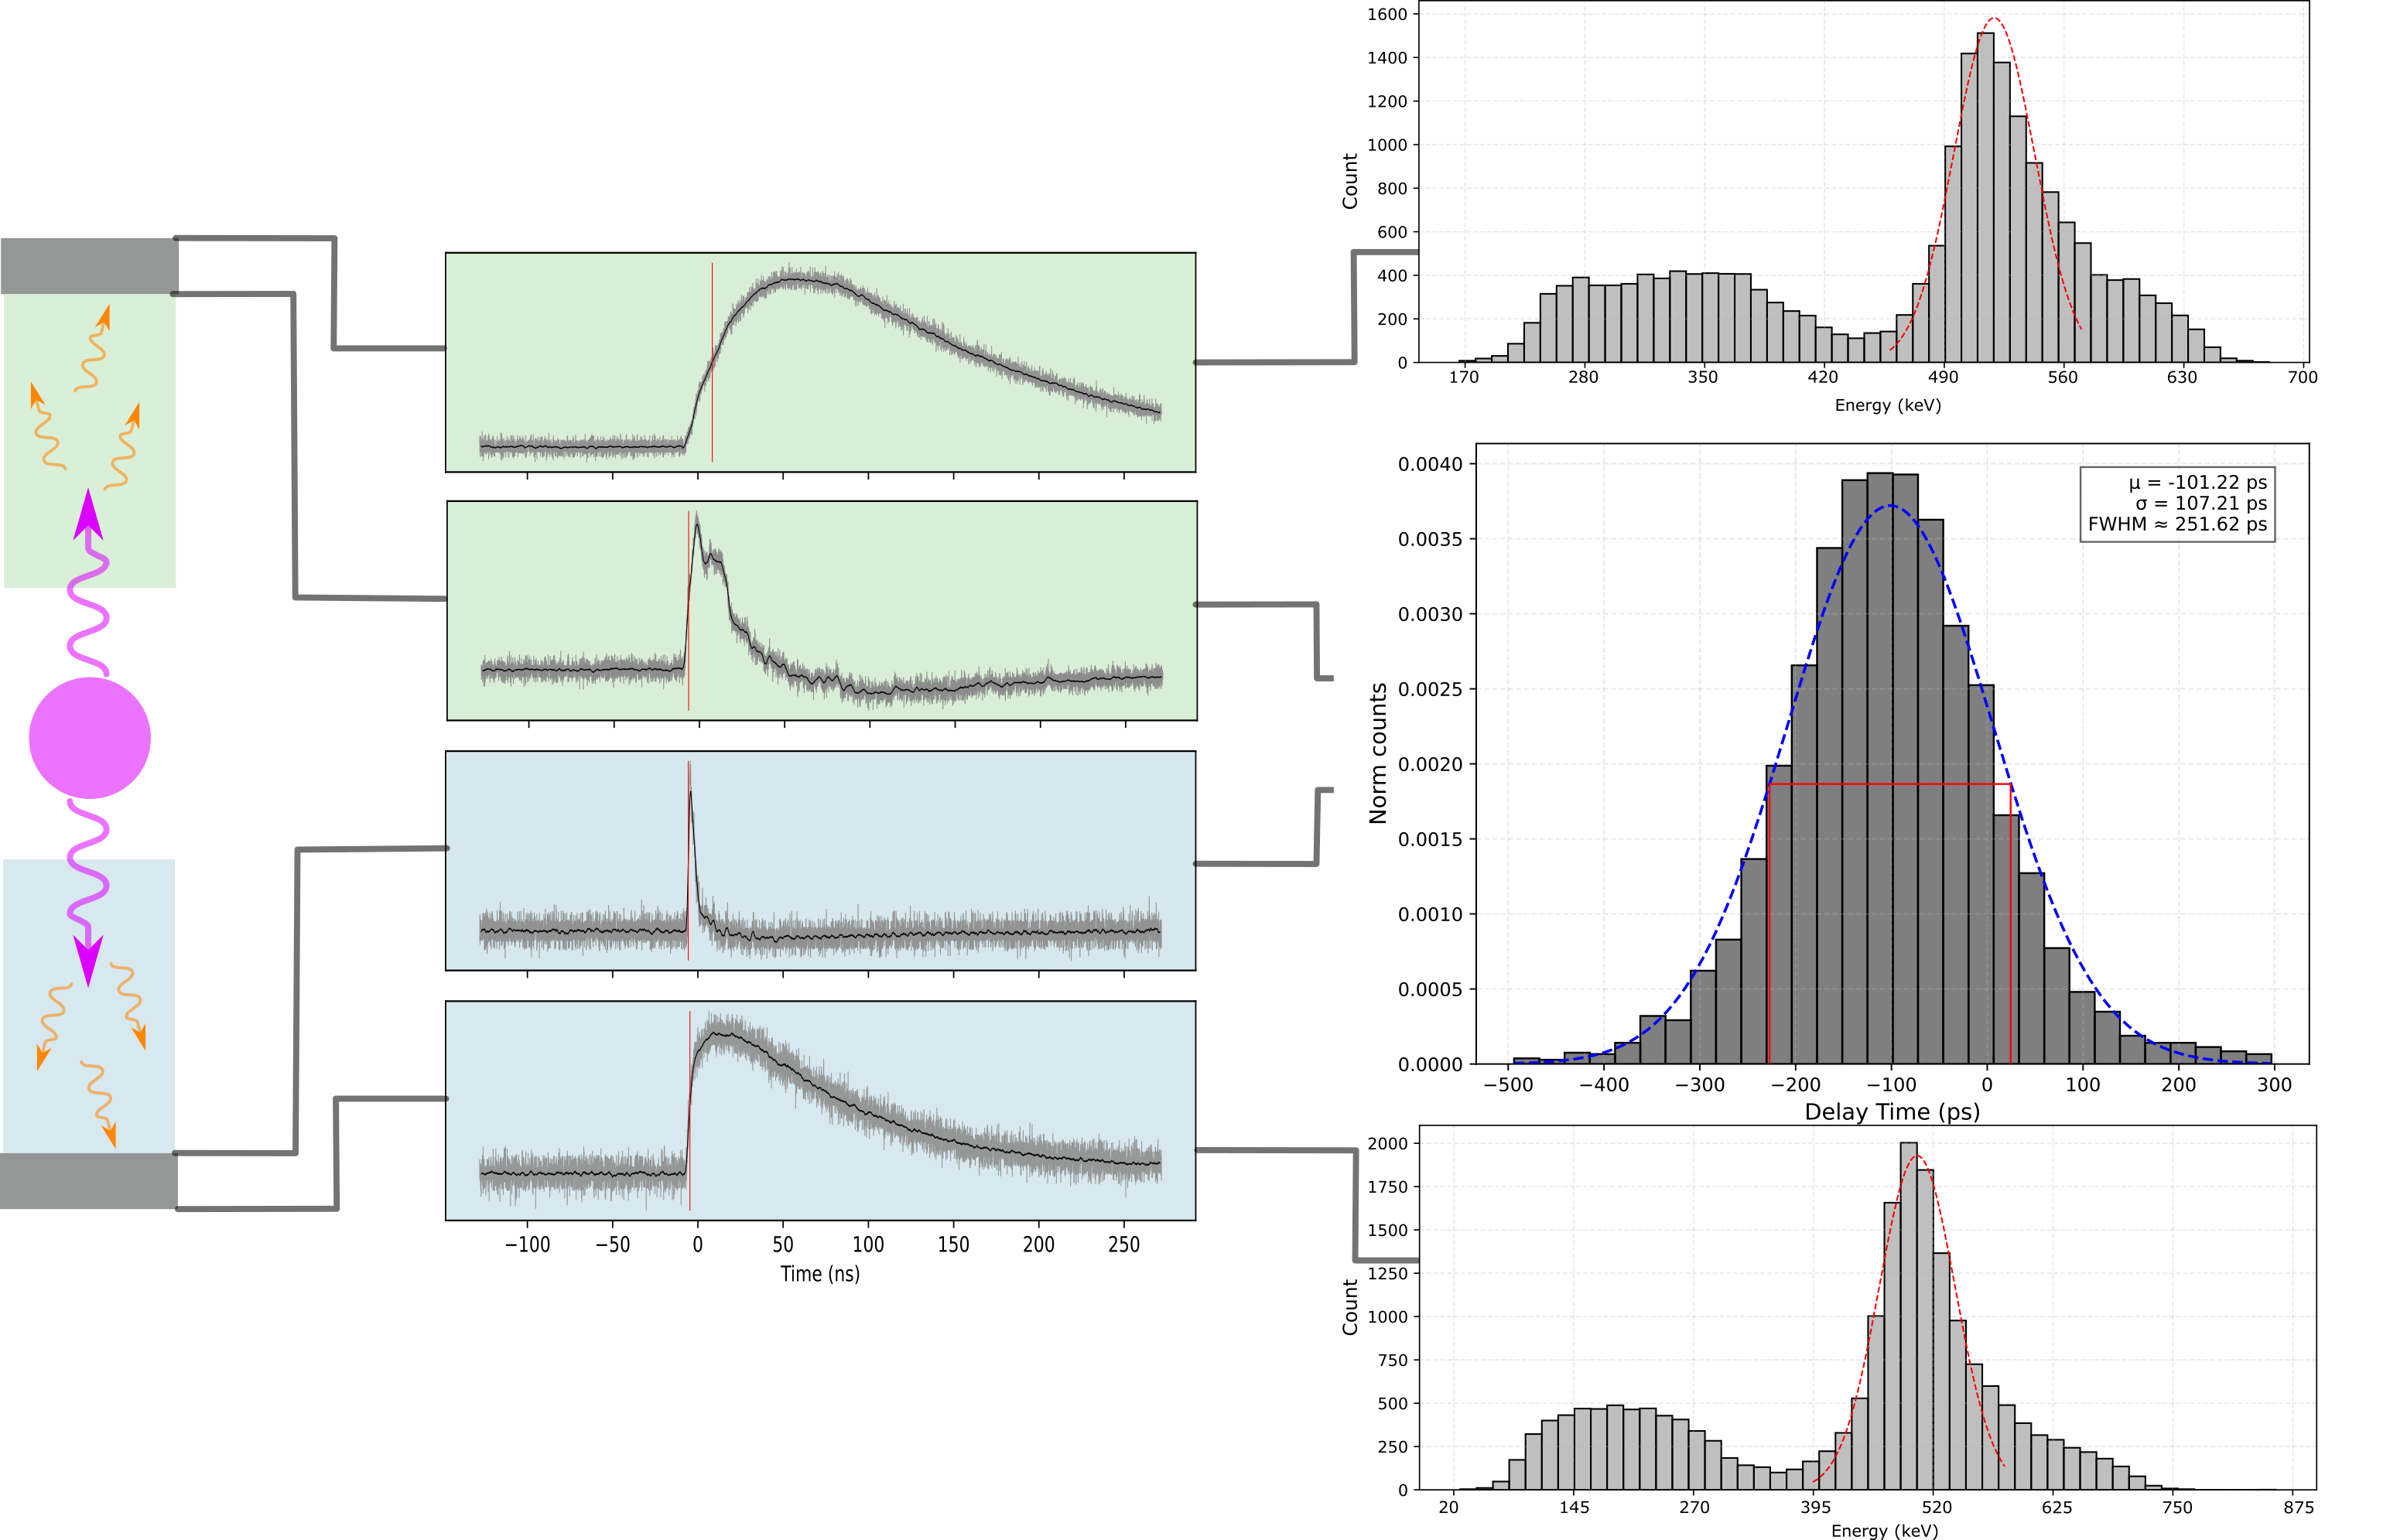 1600
1400
1200
1000
800
600
400
200
0
Count
170 280 350 420 490 560 630 700
Energy (keV)
0.0040
0.0035
0.0030
0.0025
0.0020
0.0015
0.0010
0.0005
0.0000
Norm counts
μ = -101.22 ps
σ = 107.21 ps
FWHM ≈ 251.62 ps
−500 −400 −300 −200 −100 0 100 200 300
Delay Time (ps)
−100 −50 0 50 100 150 200 250
Time (ns)
2000
1750
1500
1250
1000
750
500
250
0
Count
20 145 270 395 520 625 750 875
Energy (keV)